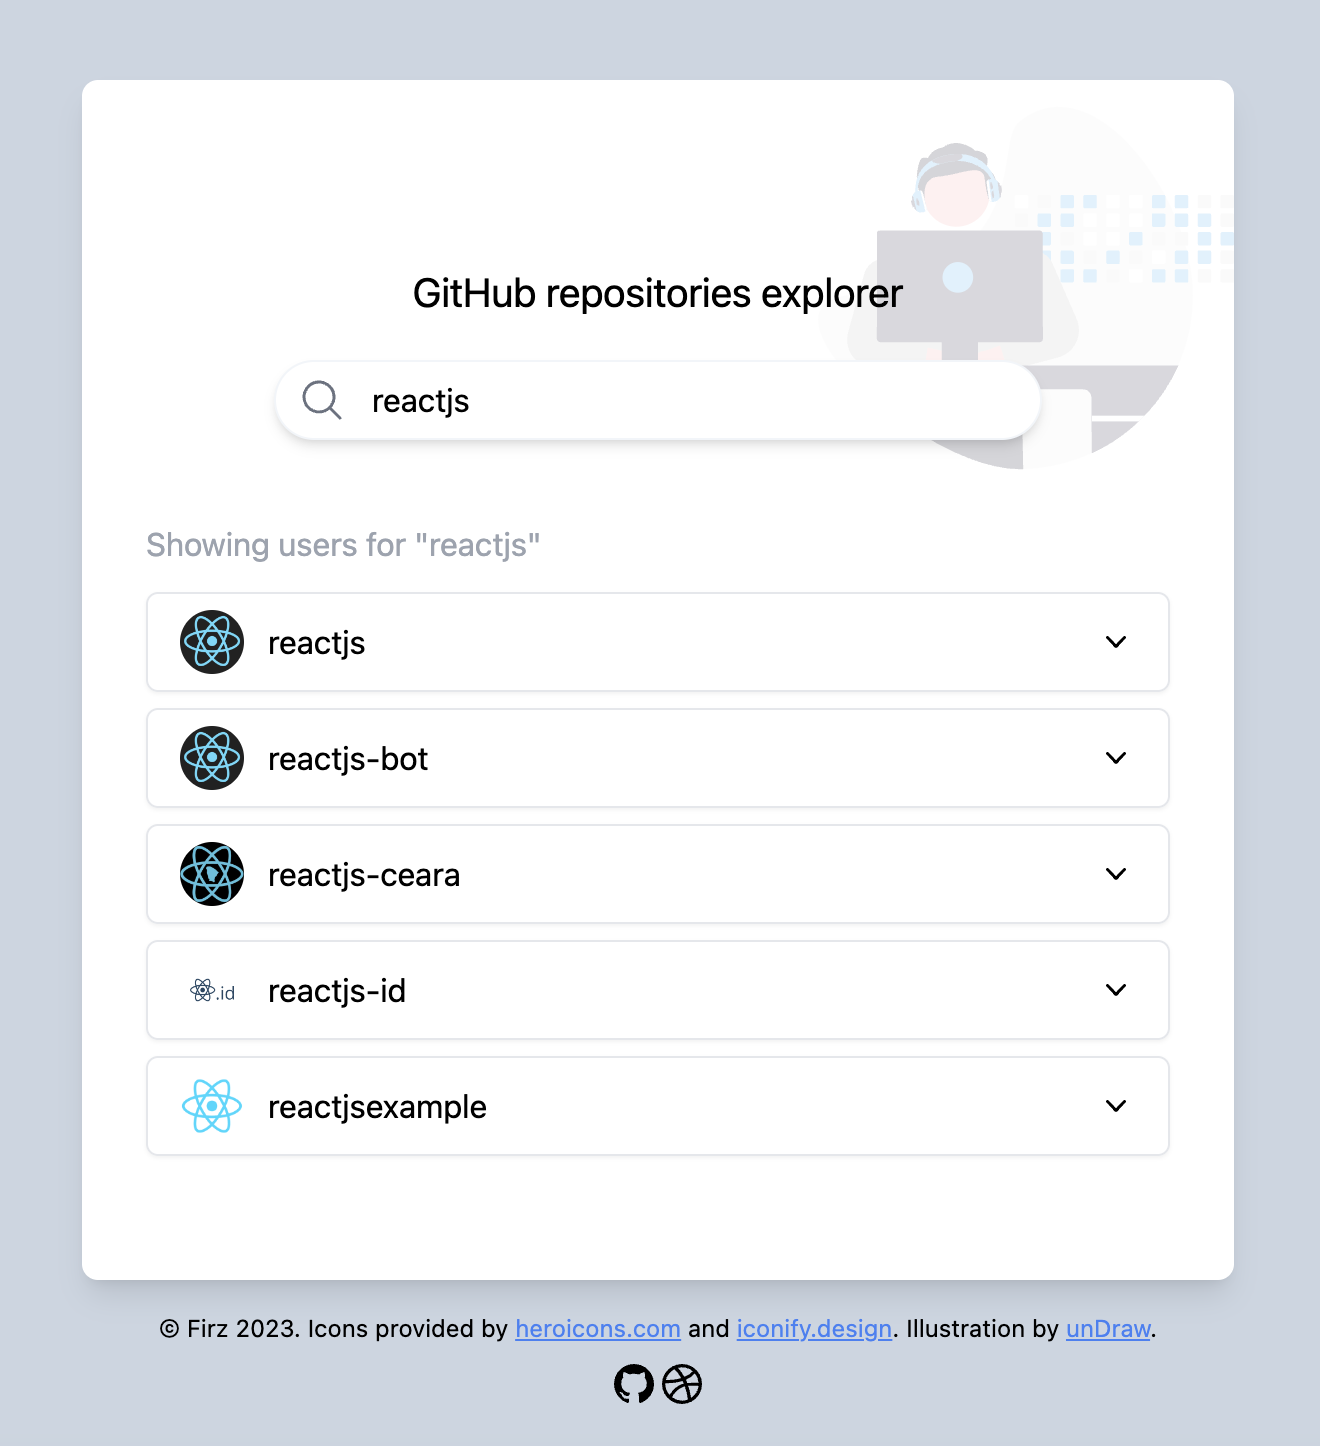 GitHub repositories explorer
reactjs
Showing users for "reactjs"
reactjs
reactjs-bot
reactjs-ceara
.id reactjs-id
reactjsexample
© Firz 2023. Icons provided by heroicons.com and iconify.design. Illustration by unDraw.